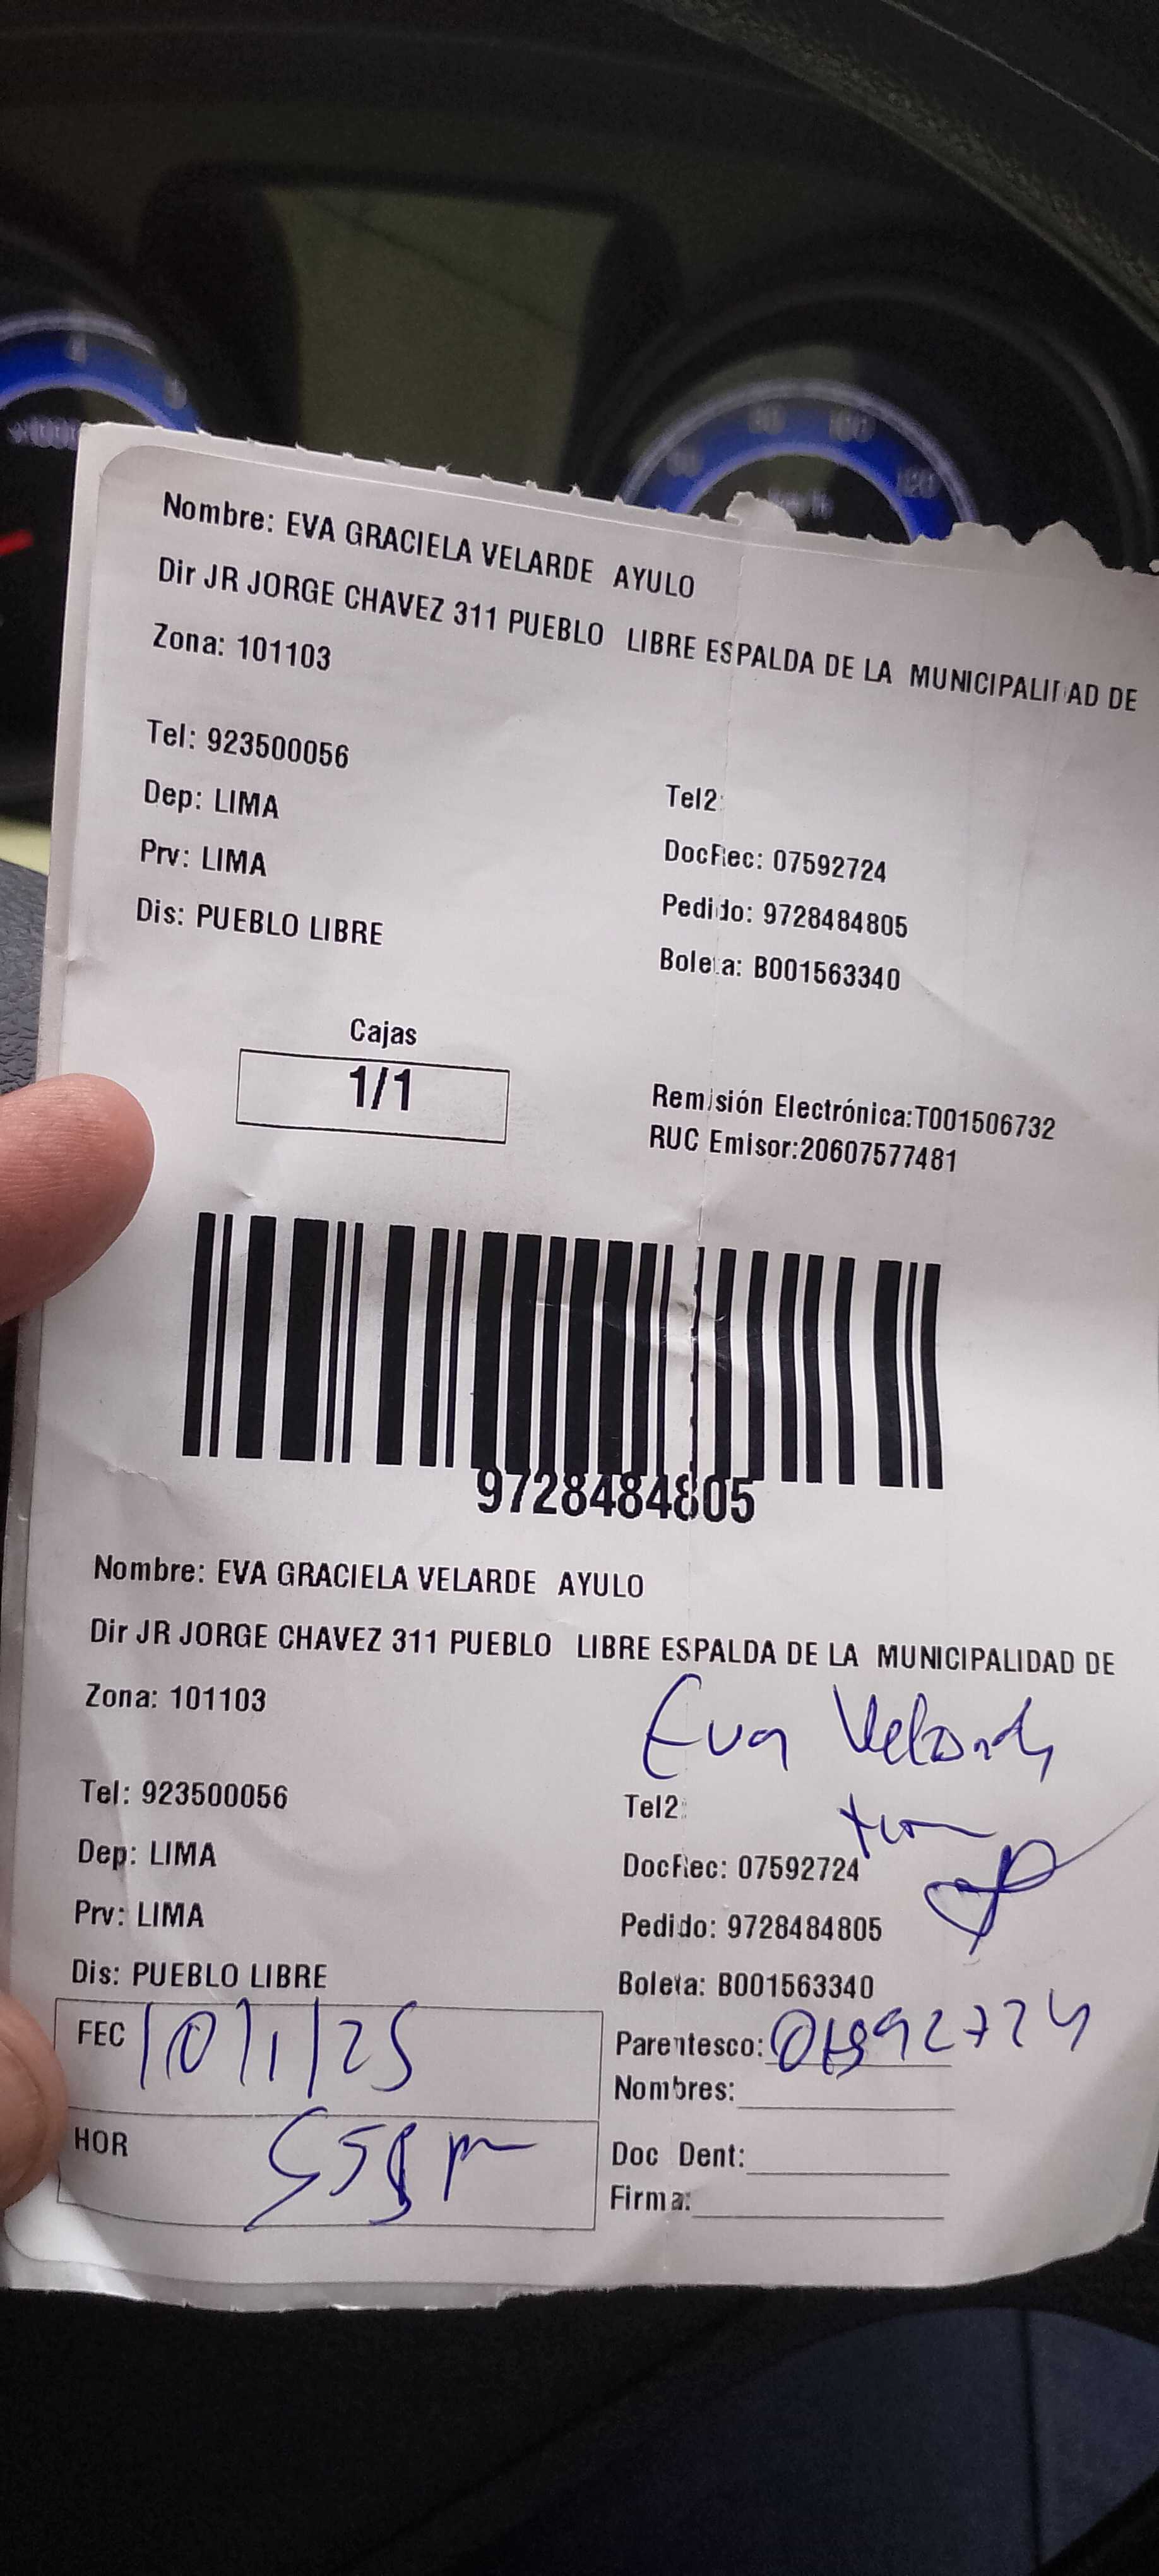 Nombre: EVA GRACIELA VELARDE AYULO
Dir JR JORGE CHAVEZ 311 PUEBLO LIBRE ESPALDA DE LA MUNICIPALIDAD DE
Zona: 101103
Tel: 923500056
Tel2:
Dep: LIMA
DocRec: 07592724
Prv: LIMA
Pedido: 9728484805
Dis: PUEBLO LIBRE
Boleta: B001563340
Cajas
1/1
Remisión Electrónica:T001506732
RUC Emisor:20607577481
9728484805
Nombre: EVA GRACIELA VELARDE AYULO
Dir JR JORGE CHAVEZ 311 PUEBLO LIBRE ESPALDA DE LA MUNICIPALIDAD DE
Zona: 101103
Eva Velarde
Tel: 923500056
Tel2:
Dep: LIMA
DocRec: 07592724
Prv: LIMA
Pedido: 9728484805
Dis: PUEBLO LIBRE
Boleta: B001563340
FEC 10/1/25
Parentesco: 07592724
Nombres:
HOR
Doc Dent:
Firma: